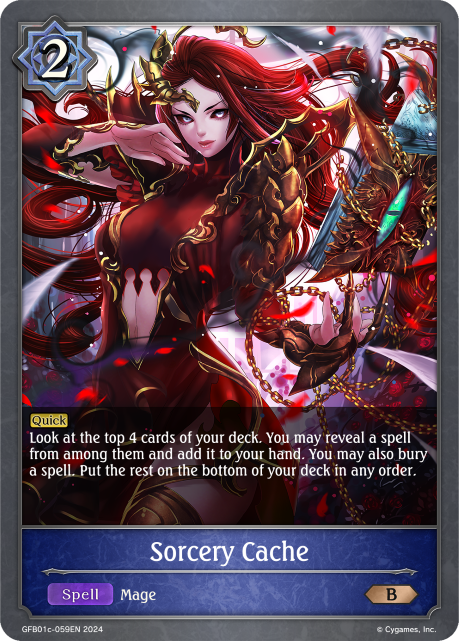 2
Quick
Look at the top 4 cards of your deck. You may reveal a spell
from among them and add it to your hand. You may also bury
a spell. Put the rest on the bottom of your deck in any order.
Sorcery Cache
Spell Mage B
GFB01c-059EN 2024 © Cygames, Inc.